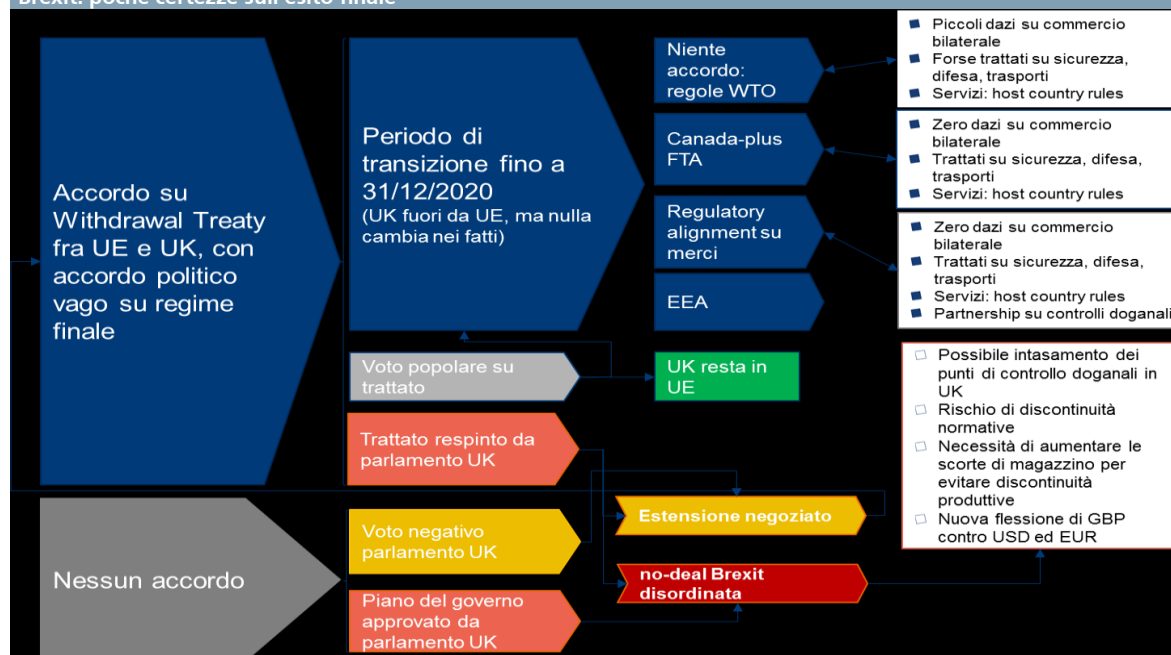 Brexit: poche certezze sull'esito finale
Accordo su
Withdrawal Treaty
fra UE e UK, con
accordo politico
vago su regime
finale
Periodo di
transizione fino a
31/12/2020
(UK fuori da UE, ma nulla
cambia nei fatti)
Niente
accordo:
regole WTO
Canada-plus
FTA
Regulatory
alignment su
merci
EEA
Piccoli dazi su commercio
bilaterale
Forse trattati su sicurezza,
difesa, trasporti
Servizi: host country rules
Zero dazi su commercio
bilaterale
Trattati su sicurezza, difesa,
trasporti
Servizi: host country rules
Zero dazi su commercio
bilaterale
Trattati su sicurezza, difesa,
trasporti
Servizi: host country rules
Partnership su controlli doganali
Voto popolare su
trattato
UK resta in
UE
Trattato respinto da
parlamento UK
Nessun accordo
Voto negativo
parlamento UK
Piano del governo
approvato da
parlamento UK
Estensione negoziato
no-deal Brexit
disordinata
Possibile intasamento dei
punti di controllo doganali in
UK
Rischio di discontinuità
normative
Necessità di aumentare le
scorte di magazzino per
evitare discontinuità
produttive
Nuova flessione di GBP
contro USD ed EUR